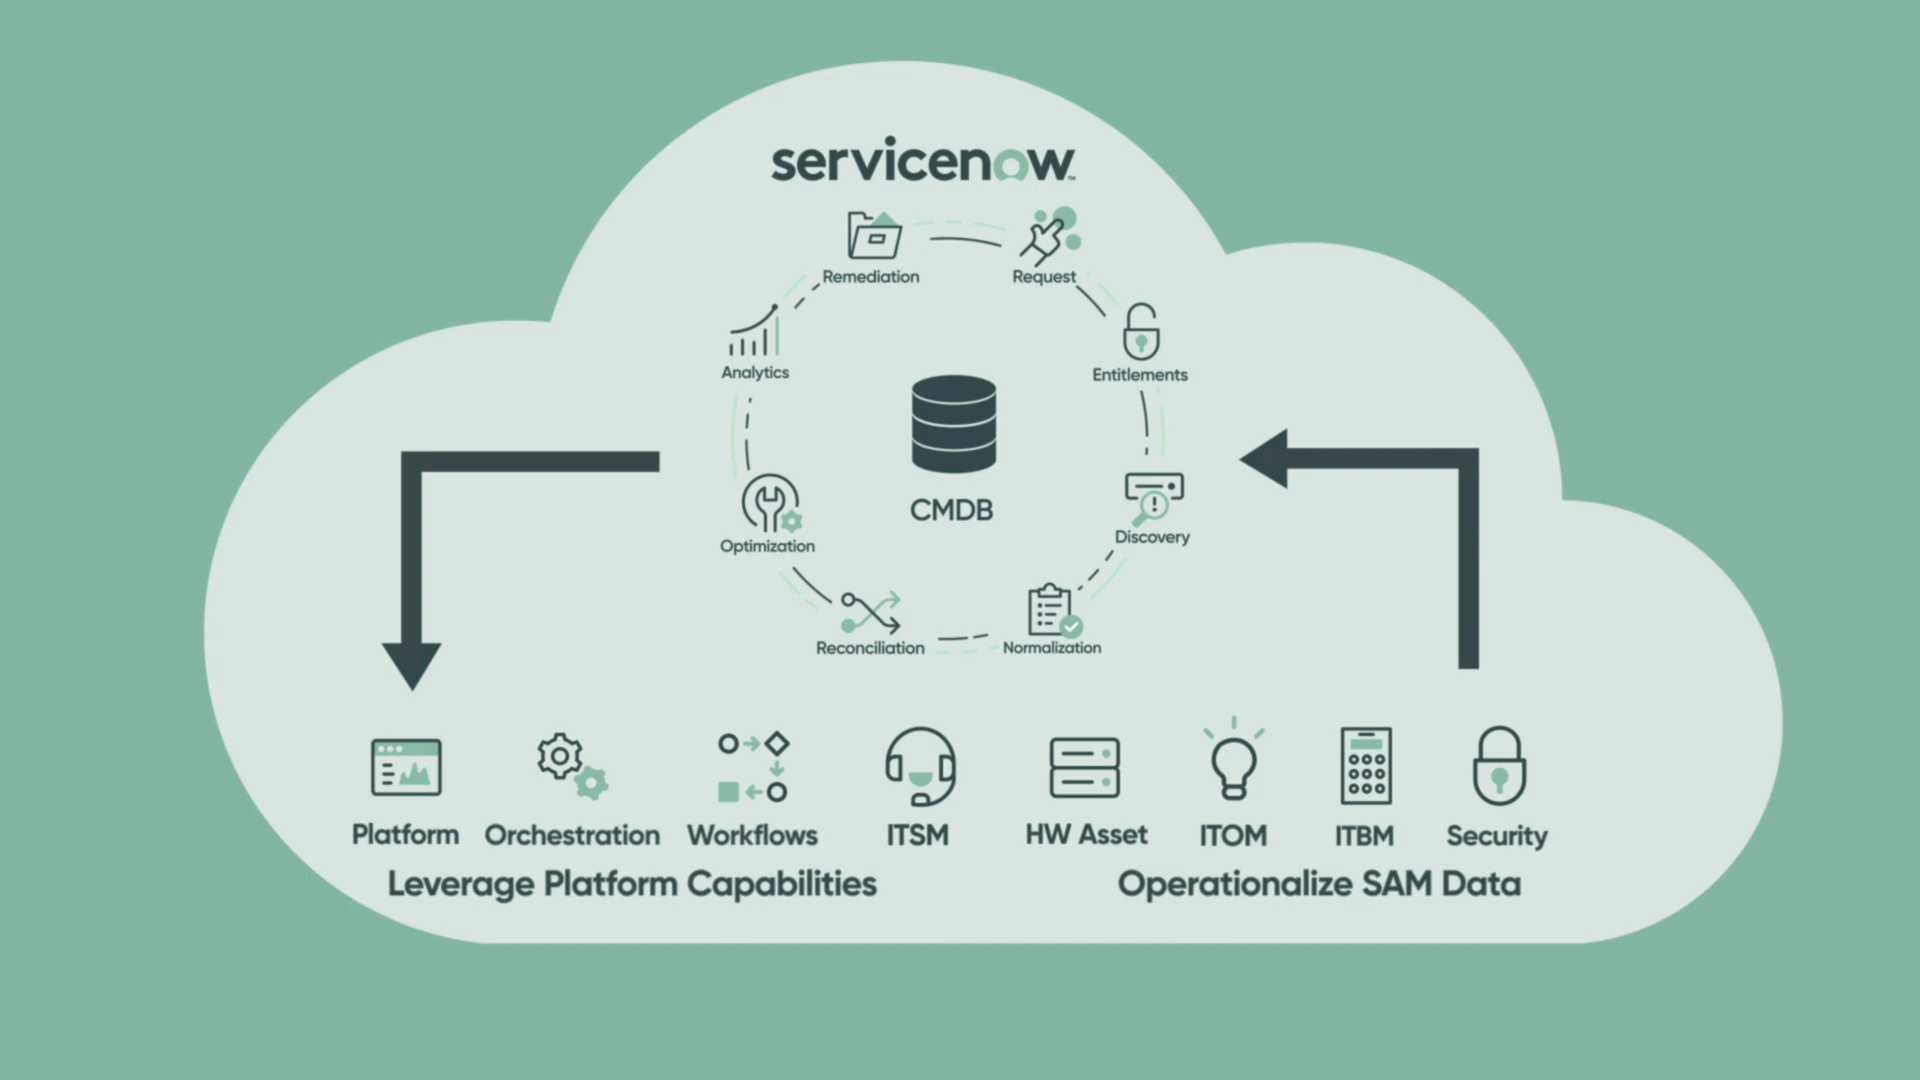 servicenow™
Remediation
Request
Analytics
Entitlements
CMDB
Optimization
Discovery
Reconciliation
Normalization
Platform
Orchestration
Workflows
ITSM
HW Asset
ITOM
ITBM
Security
Leverage Platform Capabilities
Operationalize SAM Data